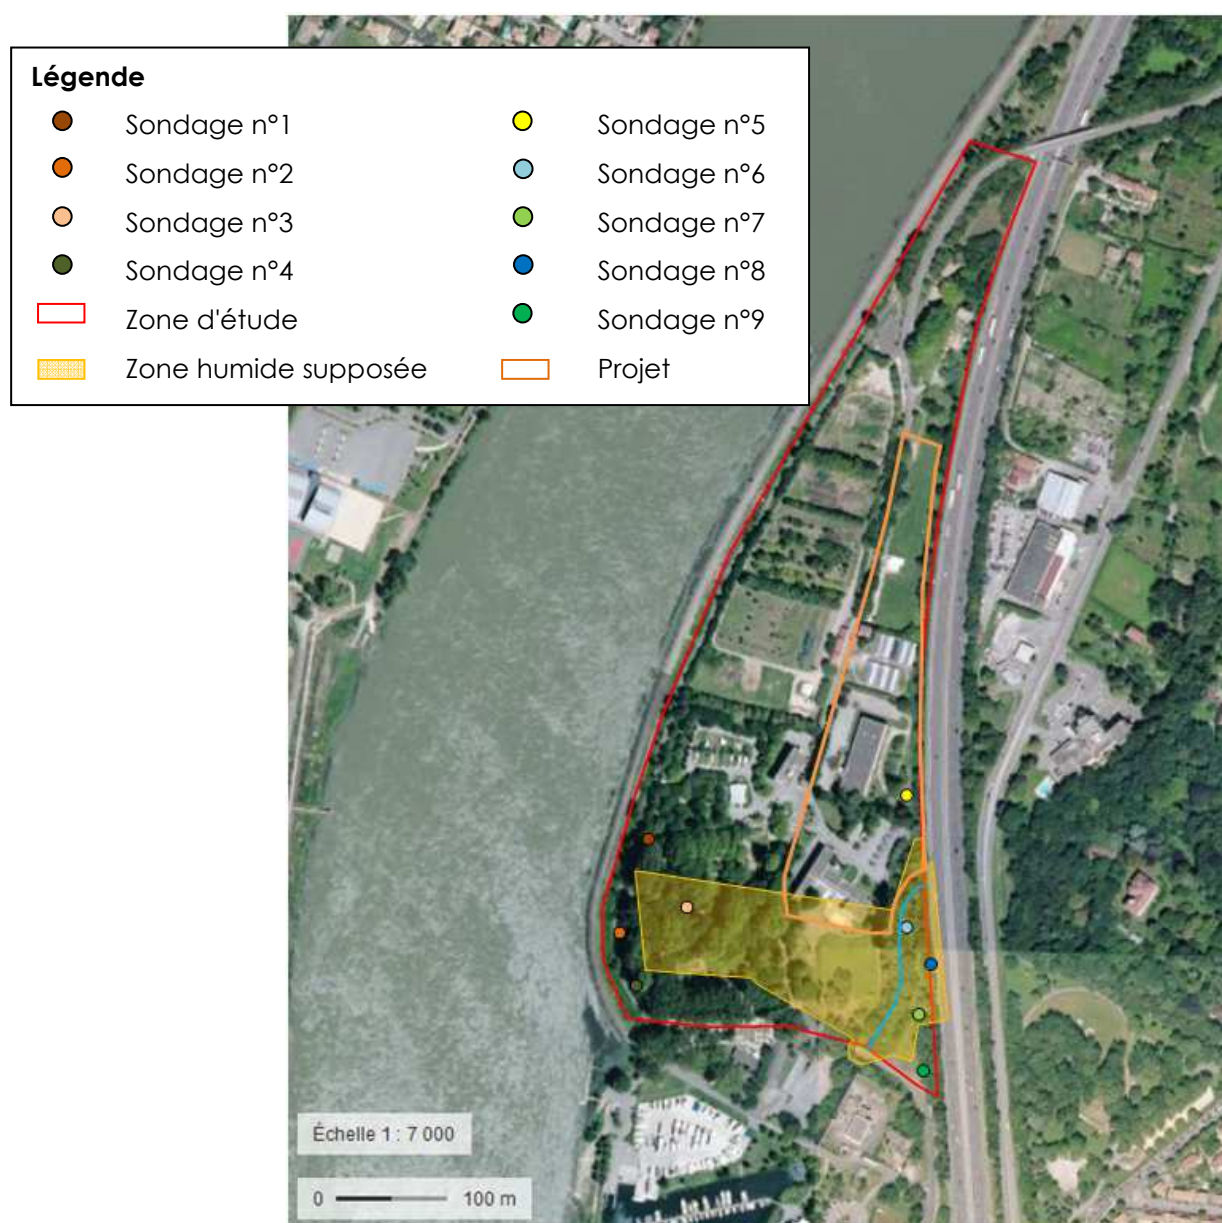 Légende
Sondage n°1
Sondage n°2
Sondage n°3
Sondage n°4
Zone d'étude
Zone humide supposée
Sondage n°5
Sondage n°6
Sondage n°7
Sondage n°8
Sondage n°9
Projet
Échelle 1 : 7 000
0 100 m